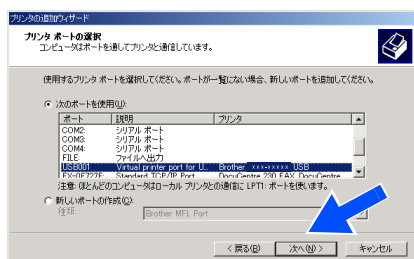 プリンタの追加ウィザード
プリンタ ポートの選択
コンピュータはポートを通してプリンタと通信しています。
使用するプリンタ ポートを選択してください。ポートが一覧にない場合、新しいポートを追加してください。
次のポートを使用(U):
ポート 説明 プリンタ
COM2: シリアル ポート
COM3: シリアル ポート
COM4: シリアル ポート
FILE: ファイルへ出力
USB001 Virtual printer port for U... Brother xxx-xxxxx USB
Standard TCP/IP Port DocuCentre 230 FAX, DocuCentre
注意: ほとんどのコンピュータはローカル プリンタとの通信に LPT1: ポートを使います。
新しいポートの作成(C):
種類: Brother MFL Port
< 戻る(B) 次へ(N) > キャンセル